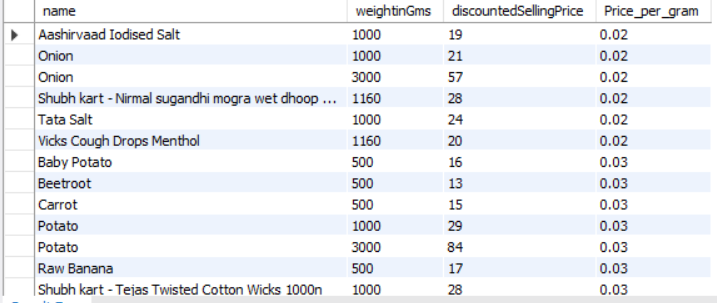 name weightinGms discountedSellingPrice Price_per_gram
Aashirvaad Iodised Salt 1000 19 0.02
Onion 1000 21 0.02
Onion 3000 57 0.02
Shubh kart - Nirmal sugandhi mogra wet dhoop ... 1160 28 0.02
Tata Salt 1000 24 0.02
Vicks Cough Drops Menthol 1160 20 0.02
Baby Potato 500 16 0.03
Beetroot 500 13 0.03
Carrot 500 15 0.03
Potato 1000 29 0.03
Potato 3000 84 0.03
Raw Banana 500 17 0.03
Shubh kart - Tejas Twisted Cotton Wicks 1000n 1000 28 0.03